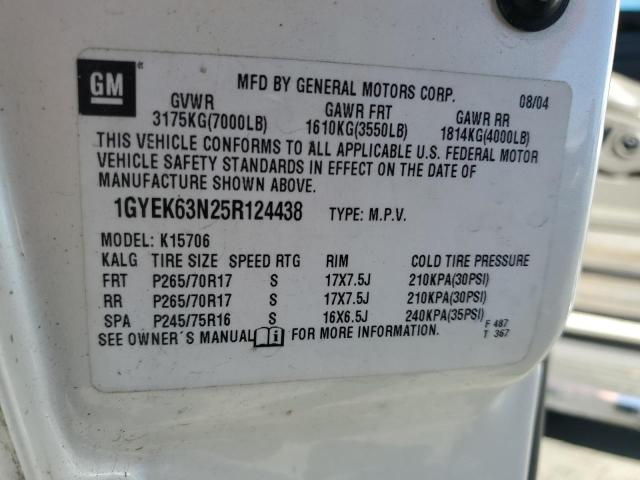 GM
MFD BY GENERAL MOTORS CORP. 08/04
GVWR GAWR FRT GAWR RR
3175KG(7000LB) 1610KG(3550LB) 1814KG(4000LB)
THIS VEHICLE CONFORMS TO ALL APPLICABLE U.S. FEDERAL MOTOR
VEHICLE SAFETY STANDARDS IN EFFECT ON THE DATE OF
MANUFACTURE SHOWN ABOVE.
1GYEK63N25R124438 TYPE: M.P.V.
MODEL: K15706
KALG TIRE SIZE SPEED RTG RIM COLD TIRE PRESSURE
FRT P265/70R17 S 17X7.5J 210KPA(30PSI)
RR P265/70R17 S 17X7.5J 210KPA(30PSI)
SPA P245/75R16 S 16X6.5J 240KPA(35PSI)
SEE OWNER'S MANUAL FOR MORE INFORMATION.
F 487
T 367